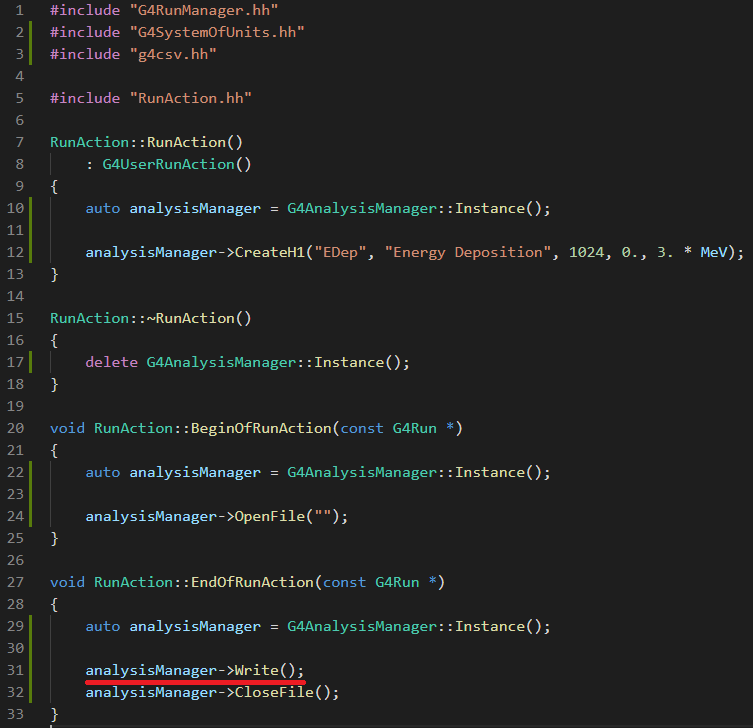 1 #include "G4RunManager.hh"
2 #include "G4SystemOfUnits.hh"
3 #include "g4csv.hh"
4
5 #include "RunAction.hh"
6
7 RunAction::RunAction()
8     : G4UserRunAction()
9 {
10     auto analysisManager = G4AnalysisManager::Instance();
11
12     analysisManager->CreateH1("EDep", "Energy Deposition", 1024, 0., 3. * MeV);
13 }
14
15 RunAction::~RunAction()
16 {
17     delete G4AnalysisManager::Instance();
18 }
19
20 void RunAction::BeginOfRunAction(const G4Run *)
21 {
22     auto analysisManager = G4AnalysisManager::Instance();
23
24     analysisManager->OpenFile("");
25 }
26
27 void RunAction::EndOfRunAction(const G4Run *)
28 {
29     auto analysisManager = G4AnalysisManager::Instance();
30
31     analysisManager->Write();
32     analysisManager->CloseFile();
33 }